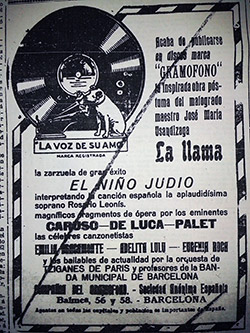 Acaba de publicarse
en discos marca
"GRAMOFONO"
la inspirada obra pós-
tuma del malogrado
maestro José María
Usandizaga
La llama
"LA VOZ DE SU AMO"
MARCA REGISTRADA
la zarzuela de gran éxito
EL NIÑO JUDIO
interpretando la canción española la aplaudidísima
soprano Rosario Leonis.
magníficos fragmentos de ópera por los eminentes
CARUSO—DE LUCA—PALET
las célebres canzonetistas
EMILIA - ADELITA LULÚ - EUGENIA ROCA
y los bailables de actualidad por la orquesta de
TZIGANES DE PARIS y profesores de la BAN-
DA MUNICIPAL DE BARCELONA
COMPAÑIA DEL GRAMOFONO. - Sociedad Anónima Española
Balmes, 56 y 58. - BARCELONA
Agentes en todas las capitales y poblaciones de importancia de España.